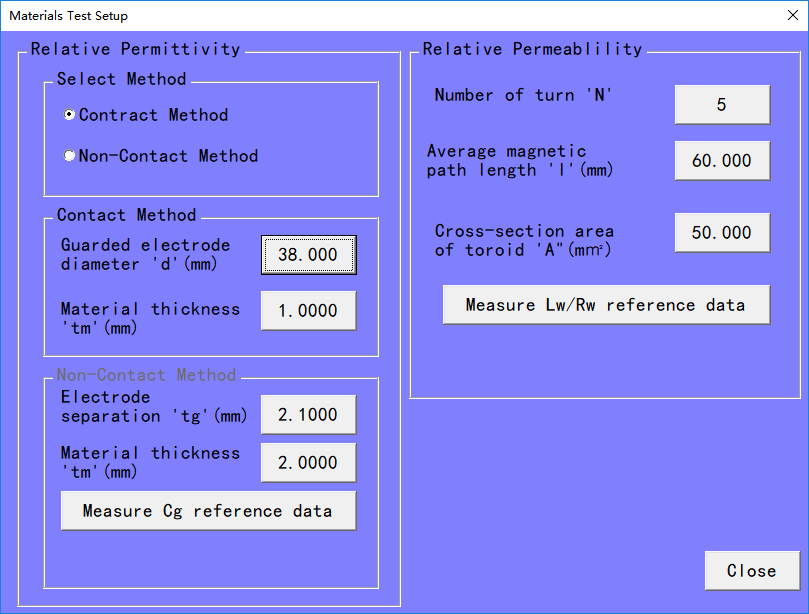 Materials Test Setup
Relative Permittivity
Select Method
Contract Method
Non-Contact Method
Contact Method
Guarded electrode
diameter 'd'(mm)
38.000
Material thickness
'tm'(mm)
1.0000
Non-Contact Method
Electrode
separation 'tg'(mm)
2.1000
Material thickness
'tm'(mm)
2.0000
Measure Cg reference data
Relative Permeablility
Number of turn 'N'
5
Average magnetic
path length 'l'(mm)
60.000
Cross-section area
of toroid 'A"(mm²)
50.000
Measure Lw/Rw reference data
Close